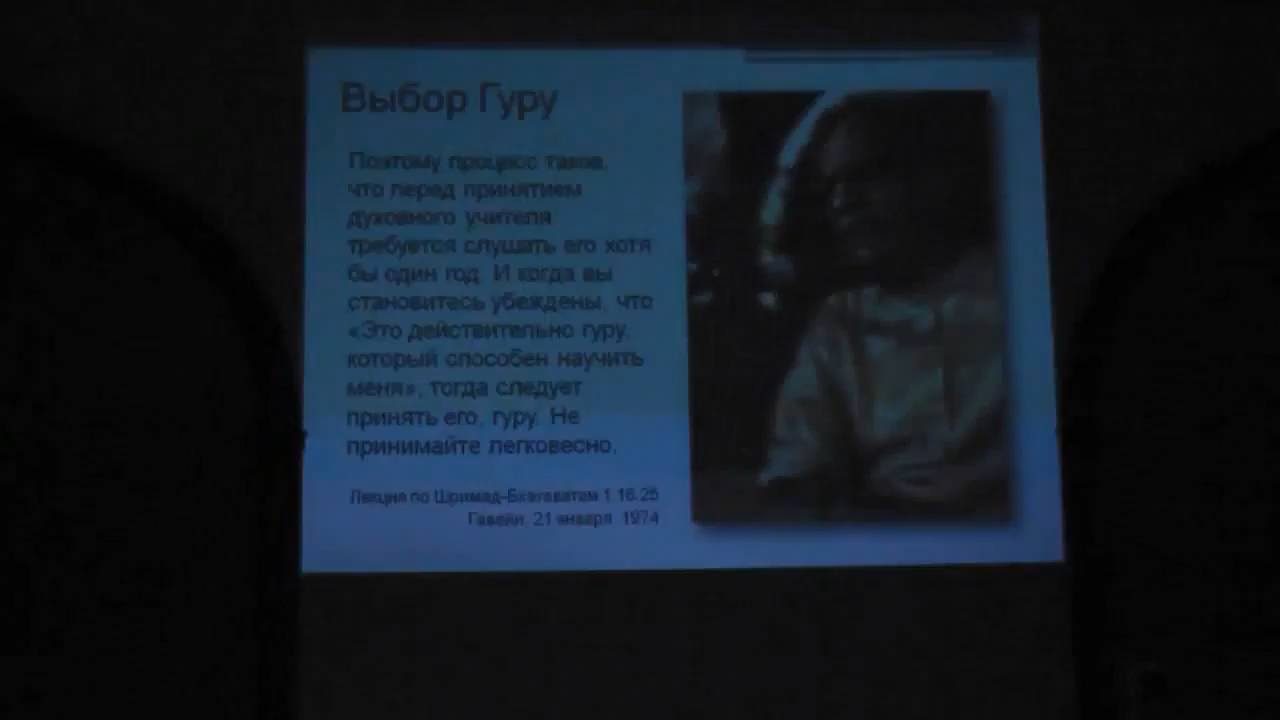 Выбор Гуру
Поэтому процесс таков,
что перед принятием
духовного учителя
требуется слушать его хотя
бы один год. И когда вы
становитесь убеждены, что
«Это действительно гуру,
который способен научить
меня», тогда следует
принять его, гуру. Не
принимайте легковесно.
Лекция по Шримад-Бхагаватам 1.16.25
Гавайи, 21 января, 1974